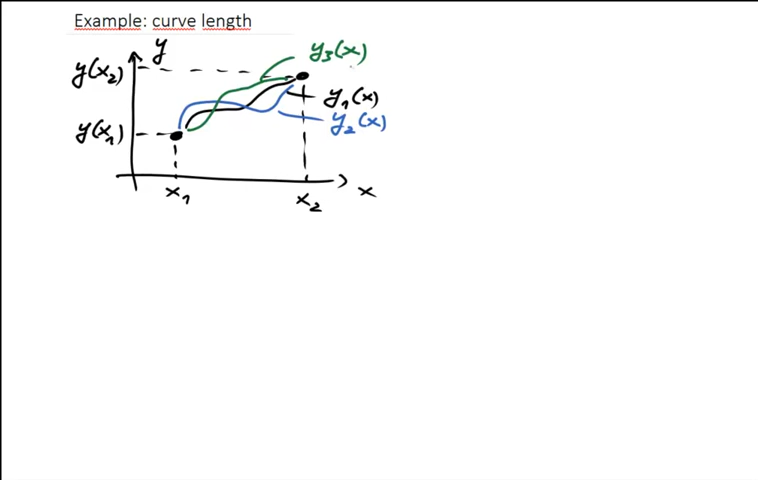 Example: curve length
y
y₃(x)
y(x₂)
y₁(x)
y₂(x)
y(x₁)
x₁
x₂
x